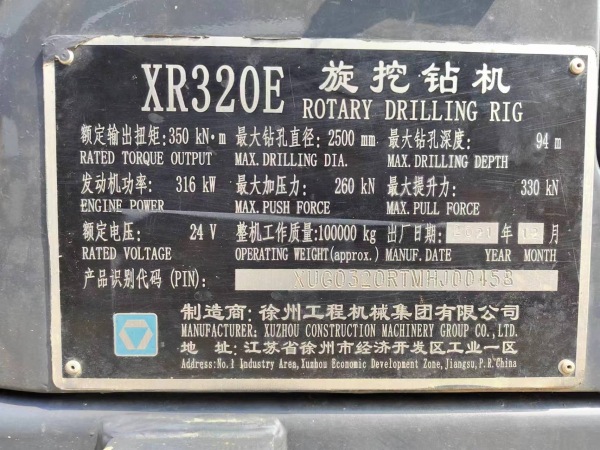 XR320E 旋挖钻机
ROTARY DRILLING RIG
额定输出扭矩:350 kN·m 最大钻孔直径: 2500 mm 最大钻孔深度: 94 m
RATED TORQUE OUTPUT MAX. DRILLING DIA. MAX. DRILLING DEPTH
发动机功率: 316 kW 最大加压力: 260 kN 最大提升力: 330 kN
ENGINE POWER MAX. PUSH FORCE MAX. PULL FORCE
额定电压: 24 V 整机工作质量:100000 kg 出厂日期: 2021 年 12 月
RATED VOLTAGE OPERATING WEIGHT(approx.) MANUF. DATE YEAR MONTH
产品识别代码 (PIN): XUG0320RTMHJ00458
制造商: 徐州工程机械集团有限公司
MANUFACTURER: XUZHOU CONSTRUCTION MACHINERY GROUP CO., LTD.
地 址: 江苏省徐州市经济开发区工业一区
Address:No.1 Industry Area, Xuzhou Economic Development Zone, Jiangsu, P.R.China